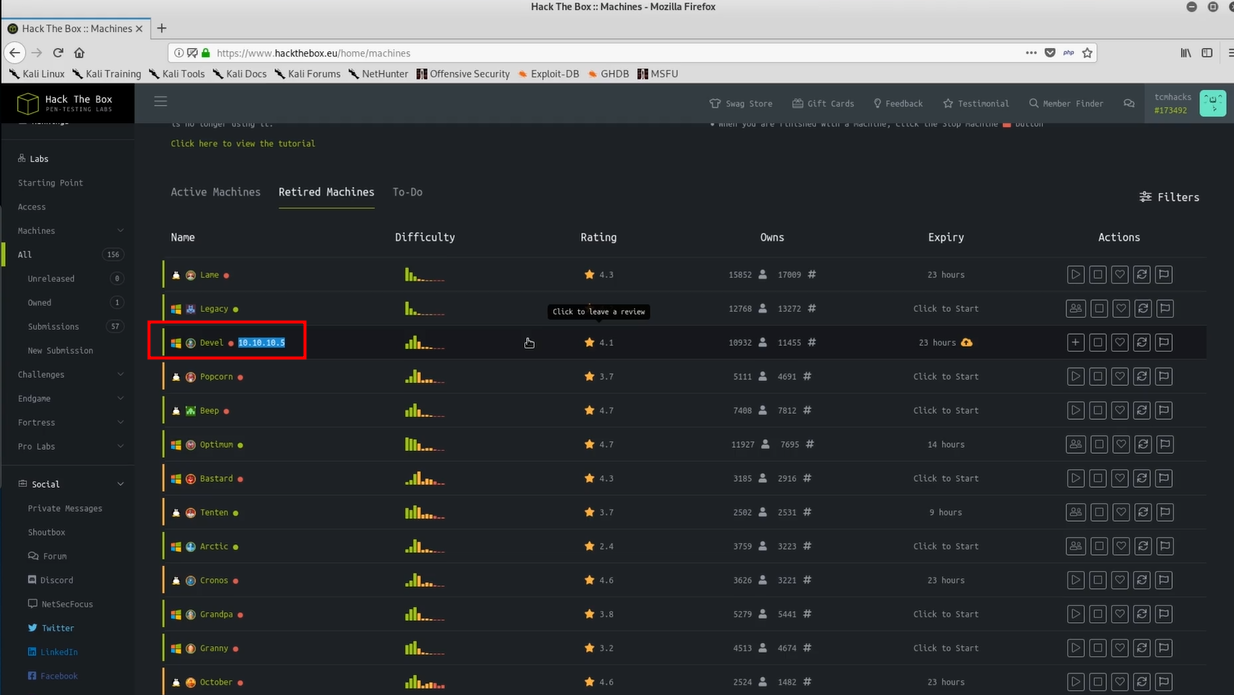 Hack The Box :: Machines - Mozilla Firefox
Hack The Box :: Machines
https://www.hackthebox.eu/home/machines
php
Kali Linux Kali Training Kali Tools Kali Docs Kali Forums NetHunter Offensive Security Exploit-DB GHDB MSFU
Hack The Box
PEN-TESTING LABS
Swag Store Gift Cards Feedback Testimonial Member Finder
tcmhacks
#173492
Rankings
Labs
Starting Point
Access
Machines
All 156
Unreleased 0
Owned 1
Submissions 57
New Submission
Challenges
Endgame
Fortress
Pro Labs
Social
Private Messages
Shoutbox
Forum
Discord
NetSecFocus
Twitter
LinkedIn
Facebook
is no longer using it.
When you are finished with a Machine, Click the Stop Machine Button
Click here to view the tutorial
Active Machines Retired Machines To-Do
Filters
Name Difficulty Rating Owns Expiry Actions
Lame 4.3 15852 17009 # 23 hours
Legacy 12768 13272 # Click to Start
Click to leave a review
Devel 10.10.10.5 4.1 10932 11455 # 23 hours
Popcorn 3.7 5111 4691 # Click to Start
Beep 4.7 7408 7812 # Click to Start
Optimum 4.7 11927 7695 # 14 hours
Bastard 4.3 3185 2916 # Click to Start
Tenten 3.7 2502 2531 # 9 hours
Arctic 2.4 3759 3223 # Click to Start
Cronos 4.6 3626 3221 # 23 hours
Grandpa 3.8 5279 5441 # Click to Start
Granny 3.2 4513 4674 # Click to Start
October 4.6 2524 1482 # Click to Start